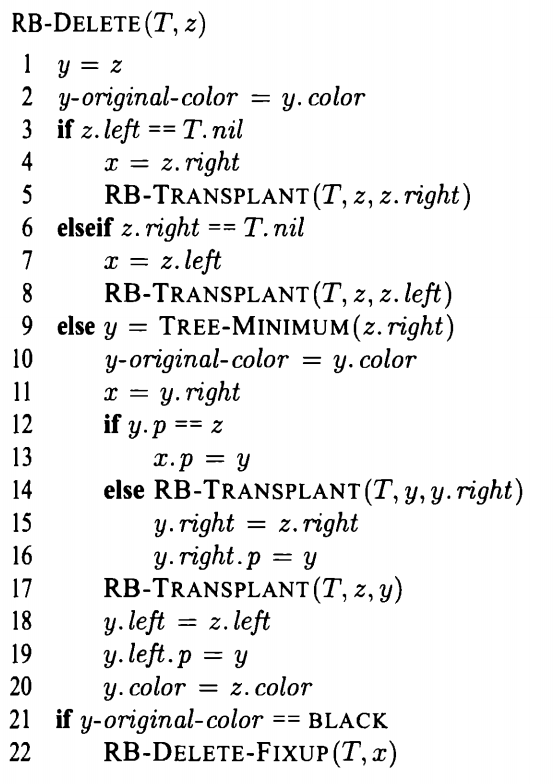 RB-DELETE(T, z)
1 y = z
2 y-original-color = y.color
3 if z.left == T.nil
4 x = z.right
5 RB-TRANSPLANT(T, z, z.right)
6 elseif z.right == T.nil
7 x = z.left
8 RB-TRANSPLANT(T, z, z.left)
9 else y = TREE-MINIMUM(z.right)
10 y-original-color = y.color
11 x = y.right
12 if y.p == z
13 x.p = y
14 else RB-TRANSPLANT(T, y, y.right)
15 y.right = z.right
16 y.right.p = y
17 RB-TRANSPLANT(T, z, y)
18 y.left = z.left
19 y.left.p = y
20 y.color = z.color
21 if y-original-color == BLACK
22 RB-DELETE-FIXUP(T, x)